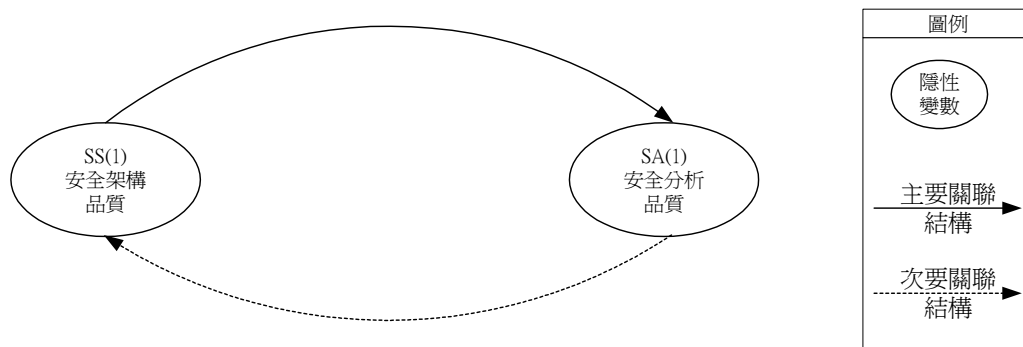 SS(1)
安全架構
品質
SA(1)
安全分析
品質
圖例
隱性
變數
主要關聯
結構
次要關聯
結構